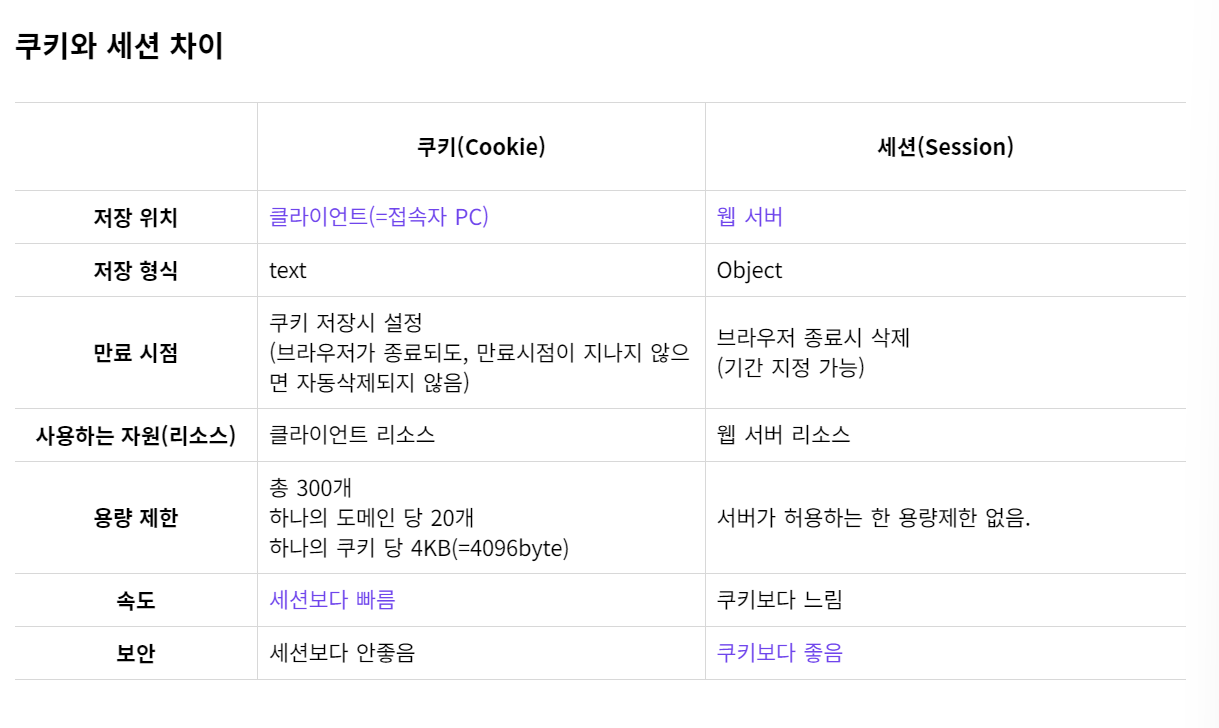 쿠키와 세션 차이
쿠키(Cookie) 세션(Session)
저장 위치 클라이언트(=접속자 PC) 웹 서버
저장 형식 text Object
만료 시점
쿠키 저장시 설정
(브라우저가 종료되도, 만료시점이 지나지 않으
면 자동삭제되지 않음)
브라우저 종료시 삭제
(기간 지정 가능)
사용하는 자원(리소스) 클라이언트 리소스 웹 서버 리소스
용량 제한
총 300개
하나의 도메인 당 20개
하나의 쿠키 당 4KB(=4096byte)
서버가 허용하는 한 용량제한 없음.
속도 세션보다 빠름 쿠키보다 느림
보안 세션보다 안좋음 쿠키보다 좋음